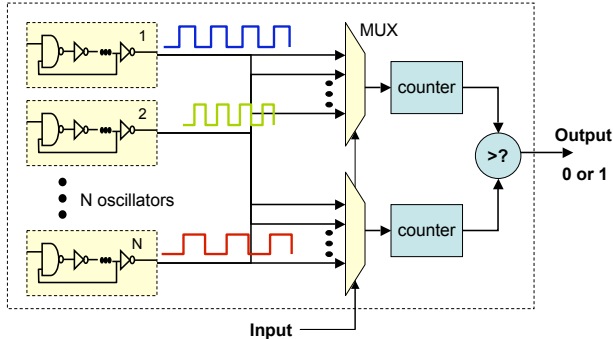 1
MUX
counter
2
>?
Output
0 or 1
N oscillators
N
counter
Input